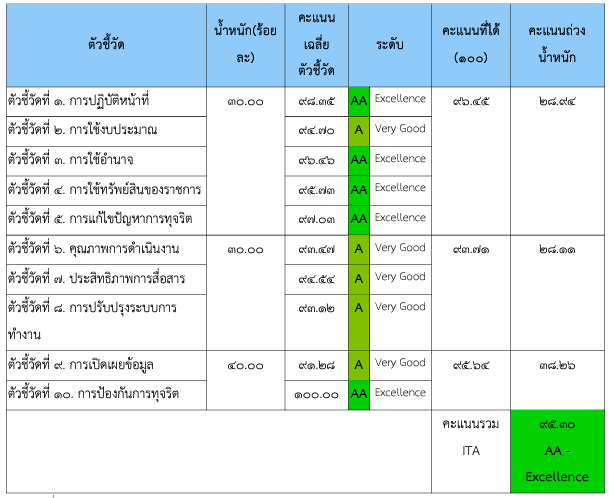 ตัวชี้วัด น้ำหนัก(ร้อยละ) คะแนนเฉลี่ยตัวชี้วัด ระดับ คะแนนที่ได้ (๑๐๐) คะแนนถ่วงน้ำหนัก
ตัวชี้วัดที่ ๑. การปฏิบัติหน้าที่ ๓๐.๐๐ ๙๘.๓๕ AA Excellence ๙๖.๔๕ ๒๘.๙๔
ตัวชี้วัดที่ ๒. การใช้งบประมาณ ๙๔.๗๐ A Very Good
ตัวชี้วัดที่ ๓. การใช้อำนาจ ๙๖.๔๖ AA Excellence
ตัวชี้วัดที่ ๔. การใช้ทรัพย์สินของราชการ ๙๕.๗๓ AA Excellence
ตัวชี้วัดที่ ๕. การแก้ไขปัญหาการทุจริต ๙๗.๐๓ AA Excellence
ตัวชี้วัดที่ ๖. คุณภาพการดำเนินงาน ๓๐.๐๐ ๙๓.๔๗ A Very Good ๙๓.๗๑ ๒๘.๑๑
ตัวชี้วัดที่ ๗. ประสิทธิภาพการสื่อสาร ๙๔.๕๔ A Very Good
ตัวชี้วัดที่ ๘. การปรับปรุงระบบการ ๙๓.๑๒ A Very Good
ทำงาน
ตัวชี้วัดที่ ๙. การเปิดเผยข้อมูล ๔๐.๐๐ ๙๑.๒๘ A Very Good ๙๕.๖๔ ๓๘.๒๖
ตัวชี้วัดที่ ๑๐. การป้องกันการทุจริต ๑๐๐.๐๐ AA Excellence
คะแนนรวม ๙๕.๓๐
ITA AA -
Excellence